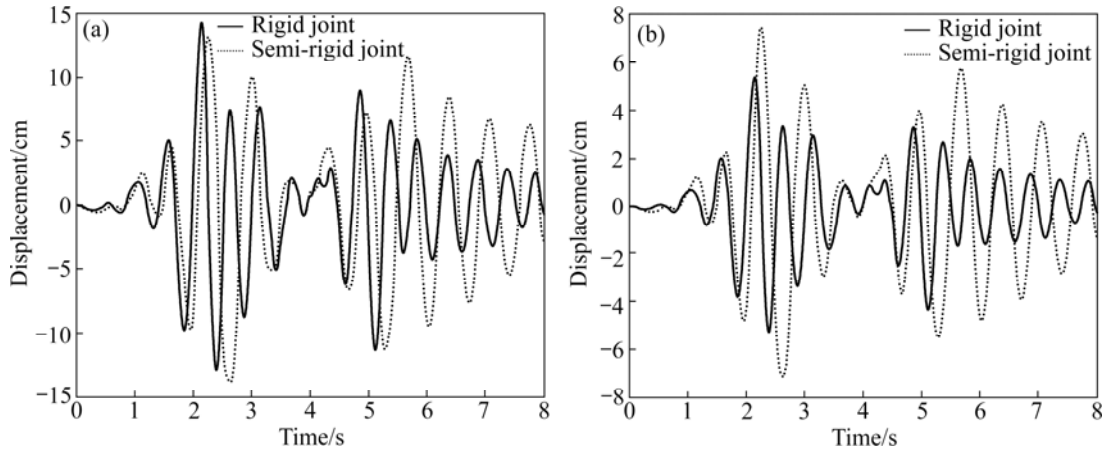 (a)
Rigid joint
Semi-rigid joint
15
10
5
0
−5
−10
−15
Displacement/cm
0 1 2 3 4 5 6 7 8
Time/s
(b)
Rigid joint
Semi-rigid joint
8
6
4
2
0
−2
−4
−6
−8
Displacement/cm
0 1 2 3 4 5 6 7 8
Time/s